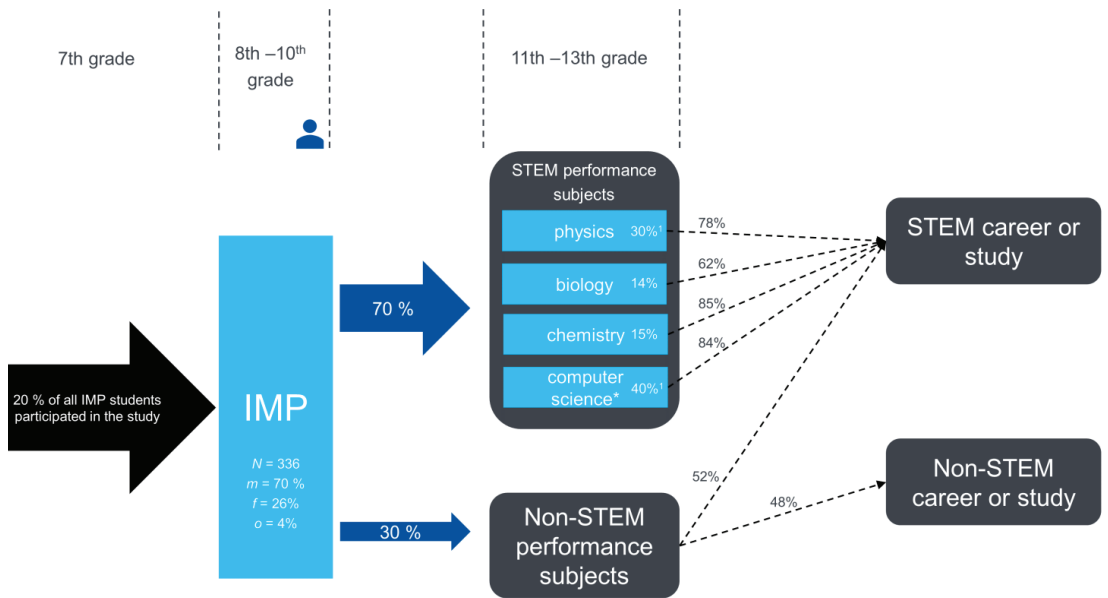 7th grade
8th –10th
grade
11th –13th grade
20 % of all IMP students
participated in the study
IMP
N = 336
m = 70 %
f = 26%
o = 4%
70 %
30 %
STEM performance
subjects
physics 30%¹
biology 14%
chemistry 15%
computer
science* 40%¹
Non-STEM
performance
subjects
78%
62%
85%
84%
52%
48%
STEM career or
study
Non-STEM
career or study